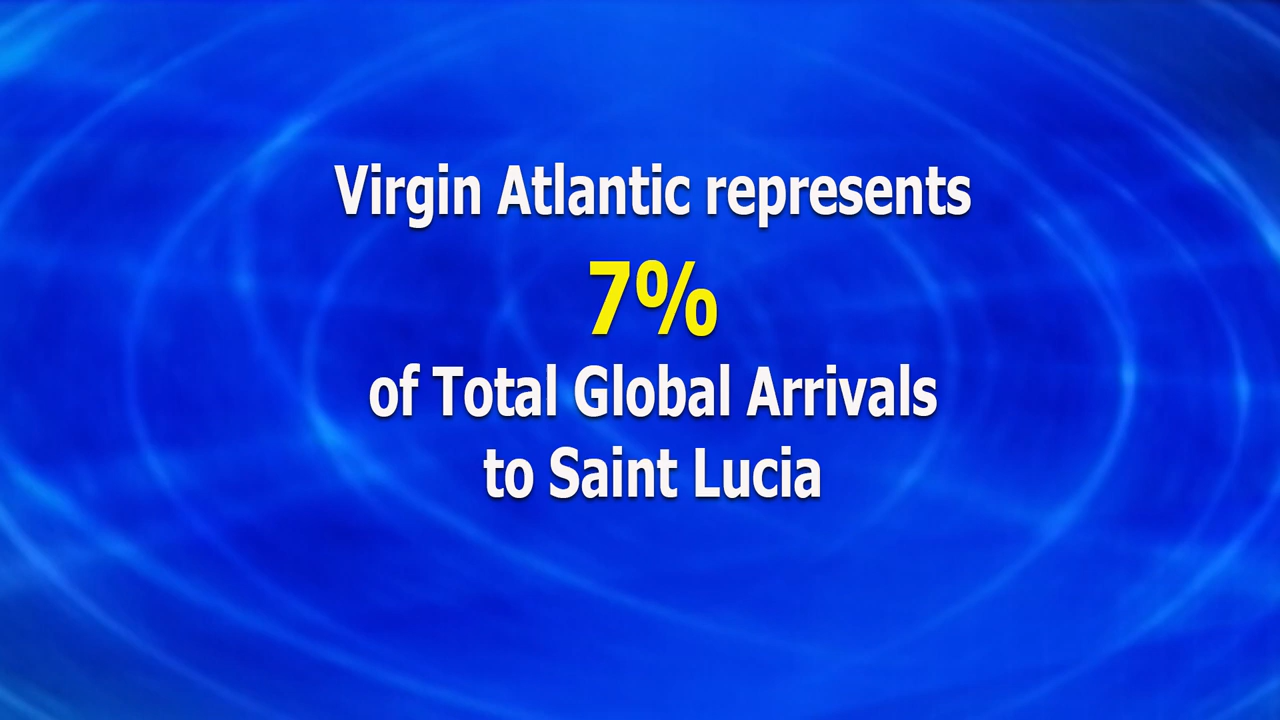 Virgin Atlantic represents
7%
of Total Global Arrivals
to Saint Lucia